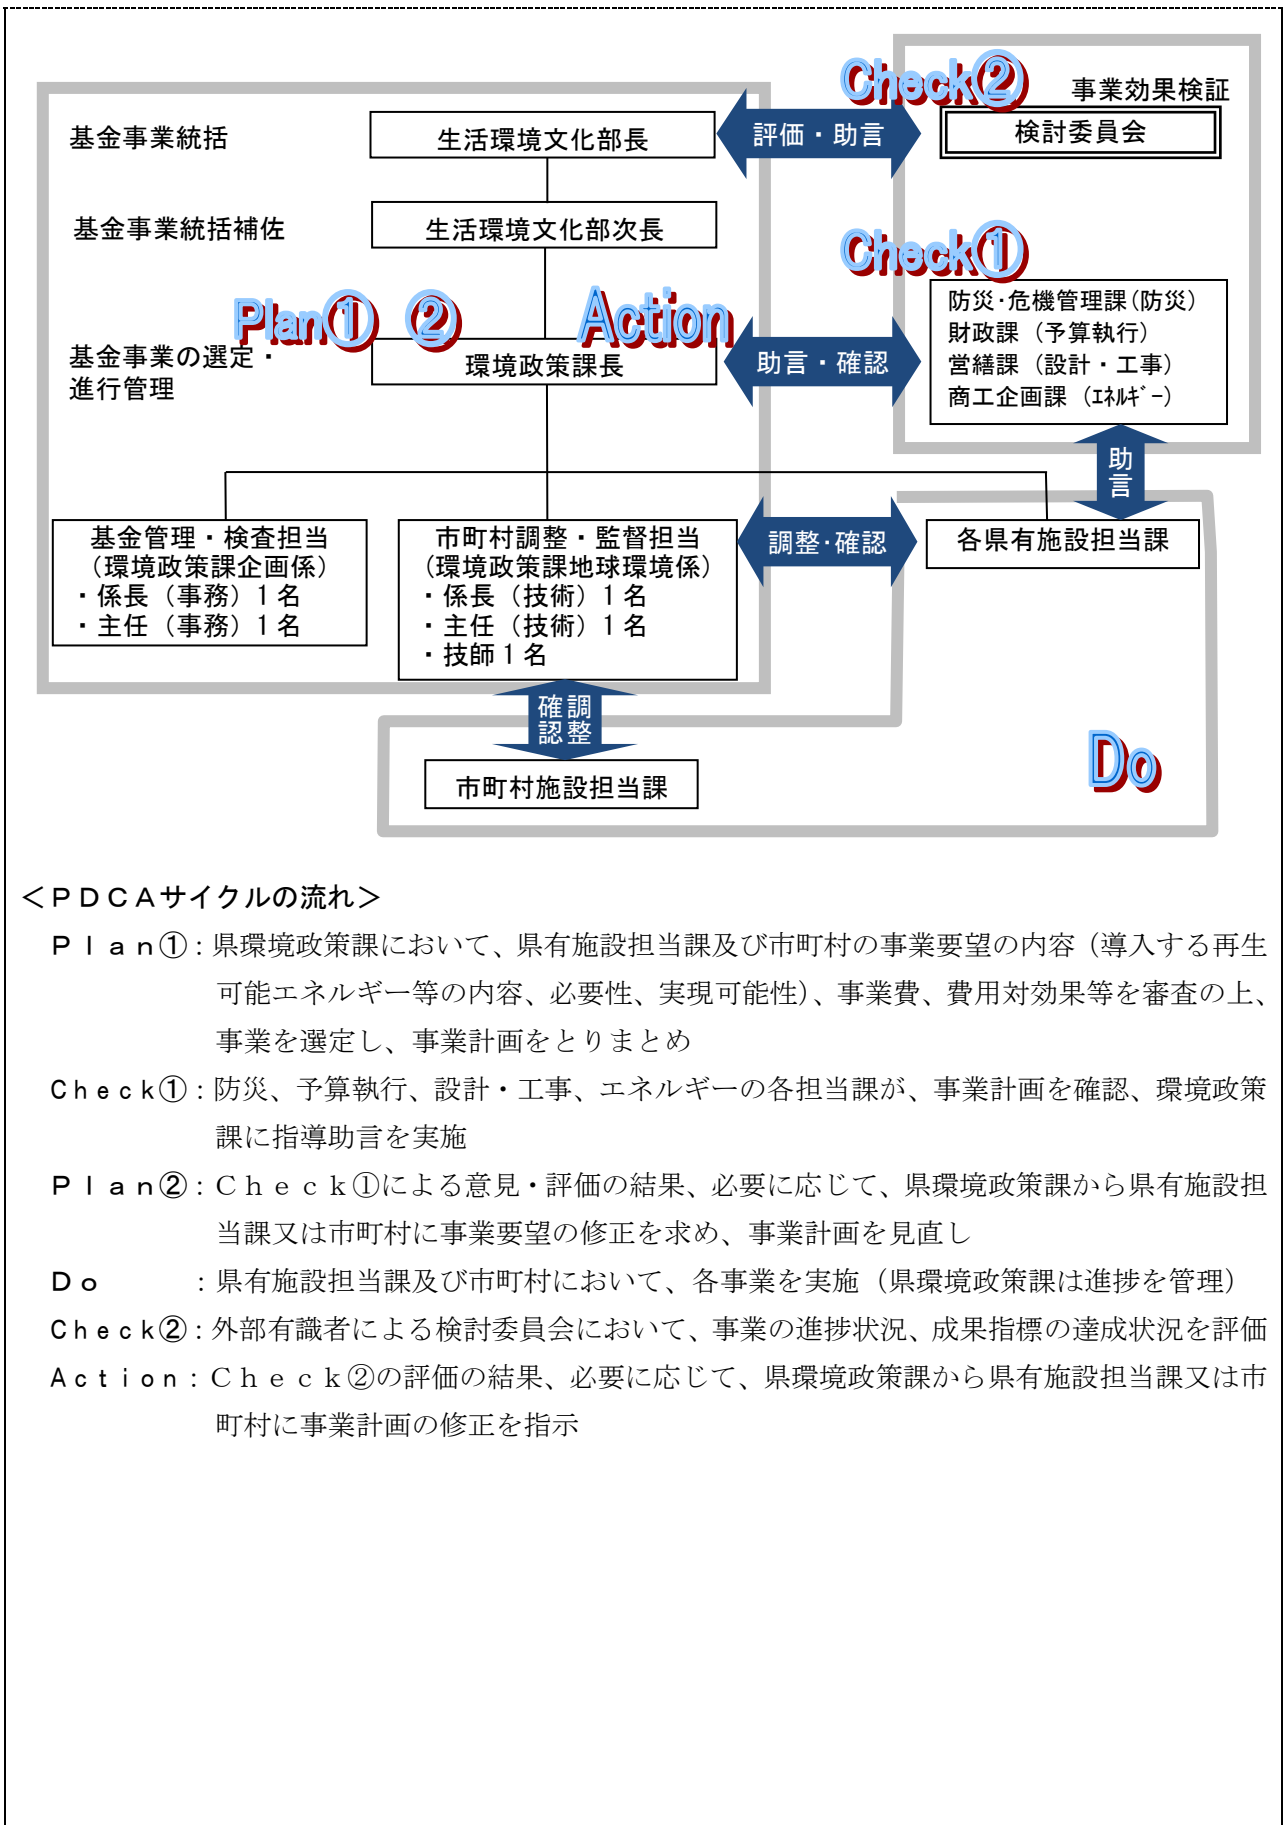 Check②
事業効果検証
検討委員会
基金事業統括
生活環境文化部長
評価・助言
基金事業統括補佐
生活環境文化部次長
Check①
Plan① ②
Action
防災・危機管理課(防災)
財政課（予算執行）
営繕課（設計・工事）
商工企画課（ｴﾈﾙｷﾞｰ）
基金事業の選定・
進行管理
環境政策課長
助言・確認
助言
基金管理・検査担当
（環境政策課企画係）
・係長（事務）1名
・主任（事務）1名
市町村調整・監督担当
（環境政策課地球環境係）
・係長（技術）1名
・主任（技術）1名
・技師1名
調整・確認
各県有施設担当課
調整
確認
市町村施設担当課
Do
＜ＰＤＣＡサイクルの流れ＞
Ｐｌａｎ①：県環境政策課において、県有施設担当課及び市町村の事業要望の内容（導入する再生
可能エネルギー等の内容、必要性、実現可能性）、事業費、費用対効果等を審査の上、
事業を選定し、事業計画をとりまとめ
Ｃｈｅｃｋ①：防災、予算執行、設計・工事、エネルギーの各担当課が、事業計画を確認、環境政策
課に指導助言を実施
Ｐｌａｎ②：Ｃｈｅｃｋ①による意見・評価の結果、必要に応じて、県環境政策課から県有施設担
当課又は市町村に事業要望の修正を求め、事業計画を見直し
Ｄｏ　　　：県有施設担当課及び市町村において、各事業を実施（県環境政策課は進捗を管理）
Ｃｈｅｃｋ②：外部有識者による検討委員会において、事業の進捗状況、成果指標の達成状況を評価
Ａｃｔｉｏｎ：Ｃｈｅｃｋ②の評価の結果、必要に応じて、県環境政策課から県有施設担当課又は市
町村に事業計画の修正を指示